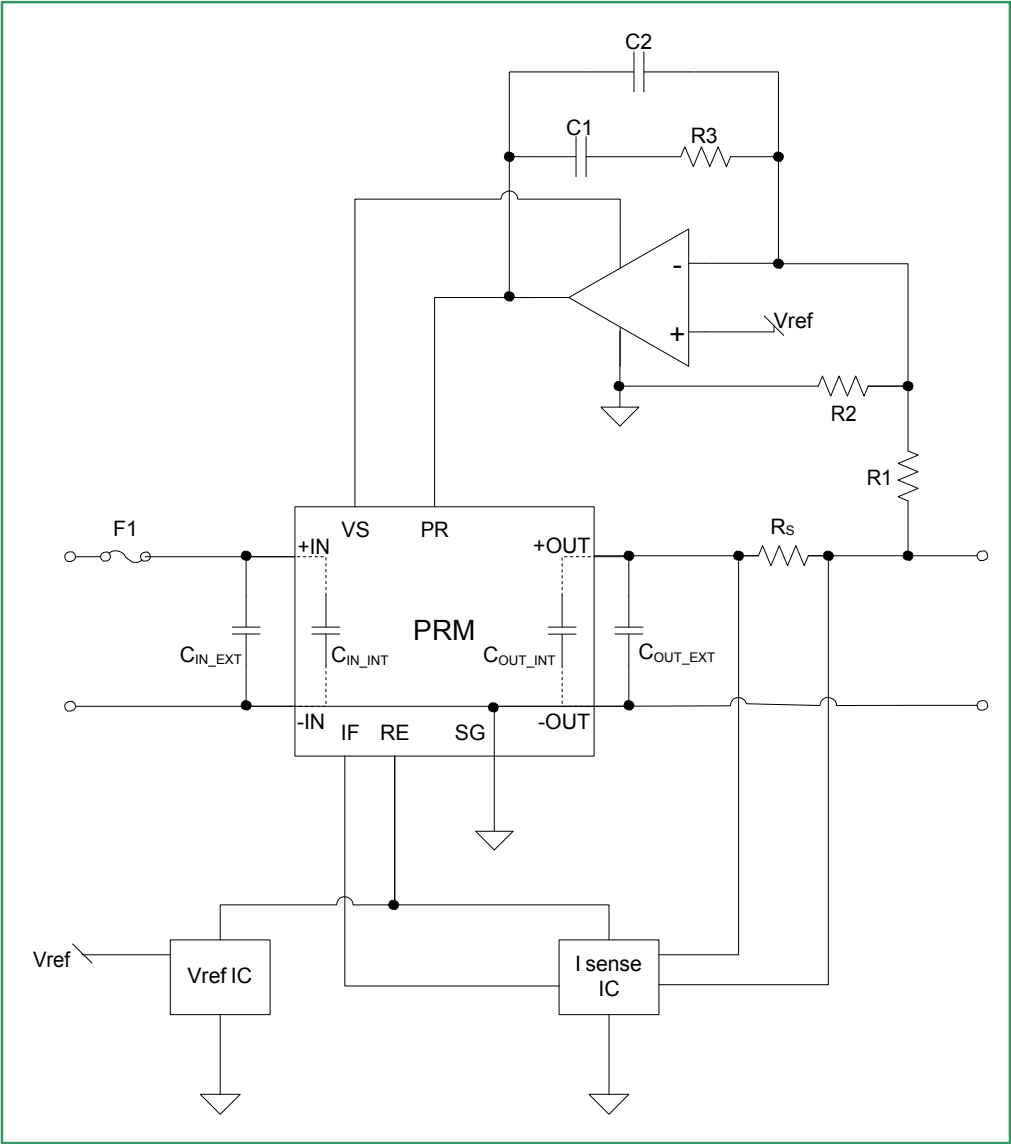 C2
C1
R3
-
+
Vref
R2
R1
F1
VS
PR
Rs
+IN
+OUT
PRM
CIN_EXT
CIN_INT
COUT_INT
COUT_EXT
-IN
-OUT
IF
RE
SG
Vref
Vref IC
I sense
IC